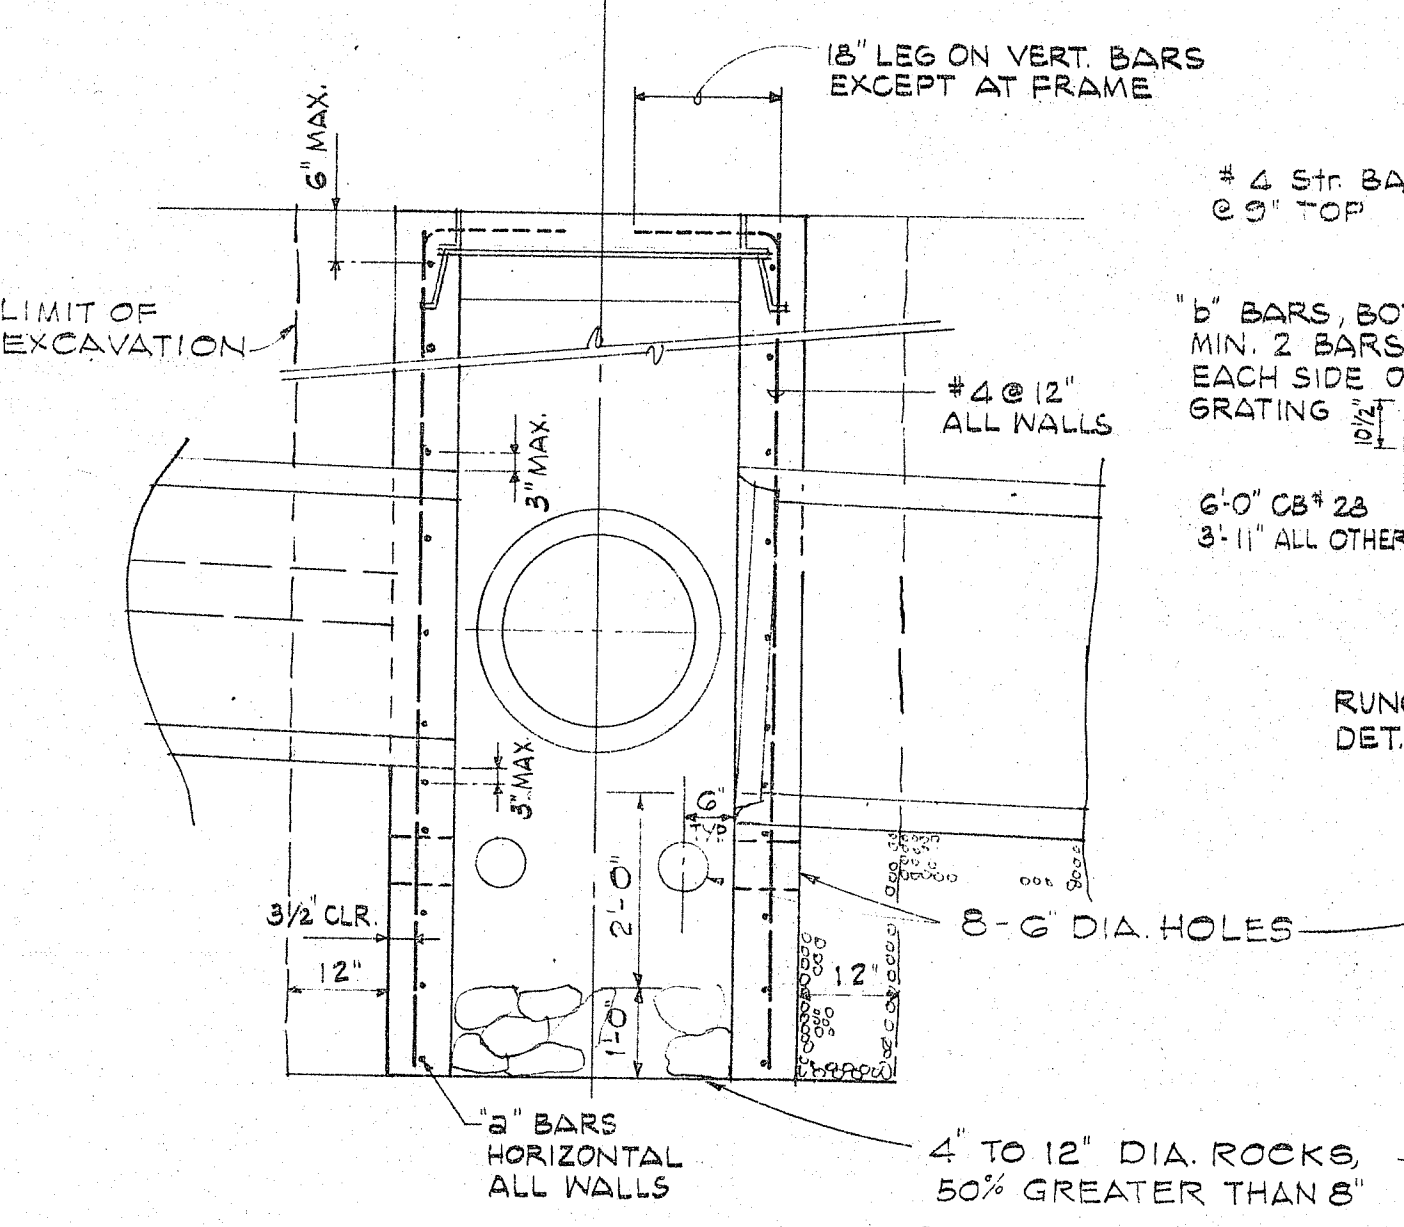 18" LEG ON VERT. BARS
EXCEPT AT FRAME
6" MAX.
# 4 Str. BA
@ 9" TOP
LIMIT OF
EXCAVATION
"b" BARS, BOT
MIN. 2 BARS
EACH SIDE O
GRATING
10½"
#4 @ 12"
ALL WALLS
3" MAX.
6'-0" CB# 28
3'-11" ALL OTHER
RUNG
DET.
3" MAX
6"
2'-0"
3½" CLR.
12"
8-6" DIA. HOLES
12"
1'-0"
"a" BARS
HORIZONTAL
ALL WALLS
4" TO 12" DIA. ROCKS,
50% GREATER THAN 8"